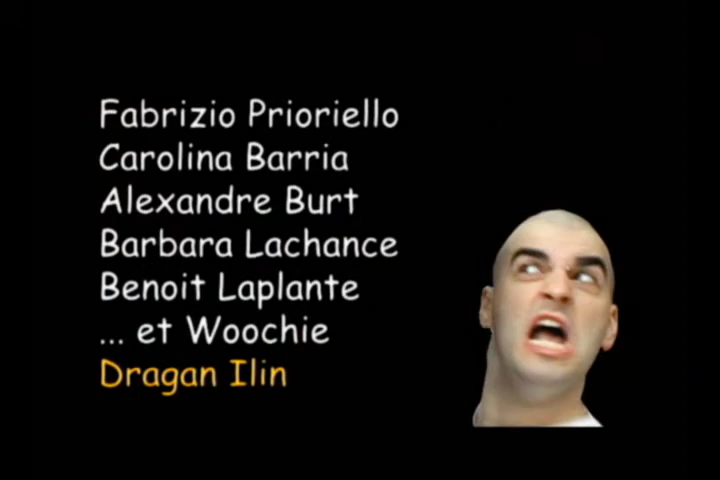 Fabrizio Prioriello
Carolina Barria
Alexandre Burt
Barbara Lachance
Benoit Laplante
... et Woochie
Dragan Ilin